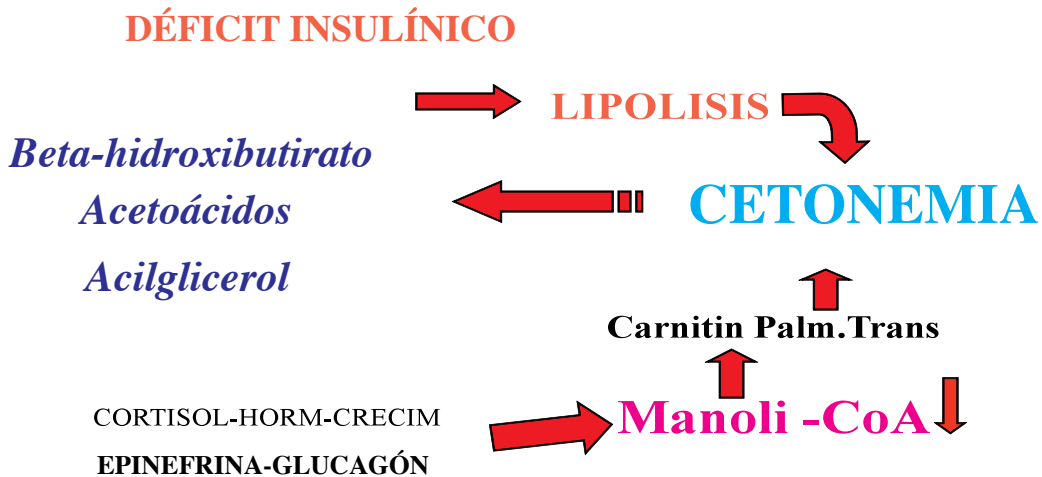 DÉFICIT INSULÍNICO
LIPOLISIS
Beta-hidroxibutirato
Acetoácidos
Acilglicerol
CETONEMIA
Carnitin Palm.Trans
Manoli -CoA
CORTISOL-HORM-CRECIM
EPINEFRINA-GLUCAGÓN